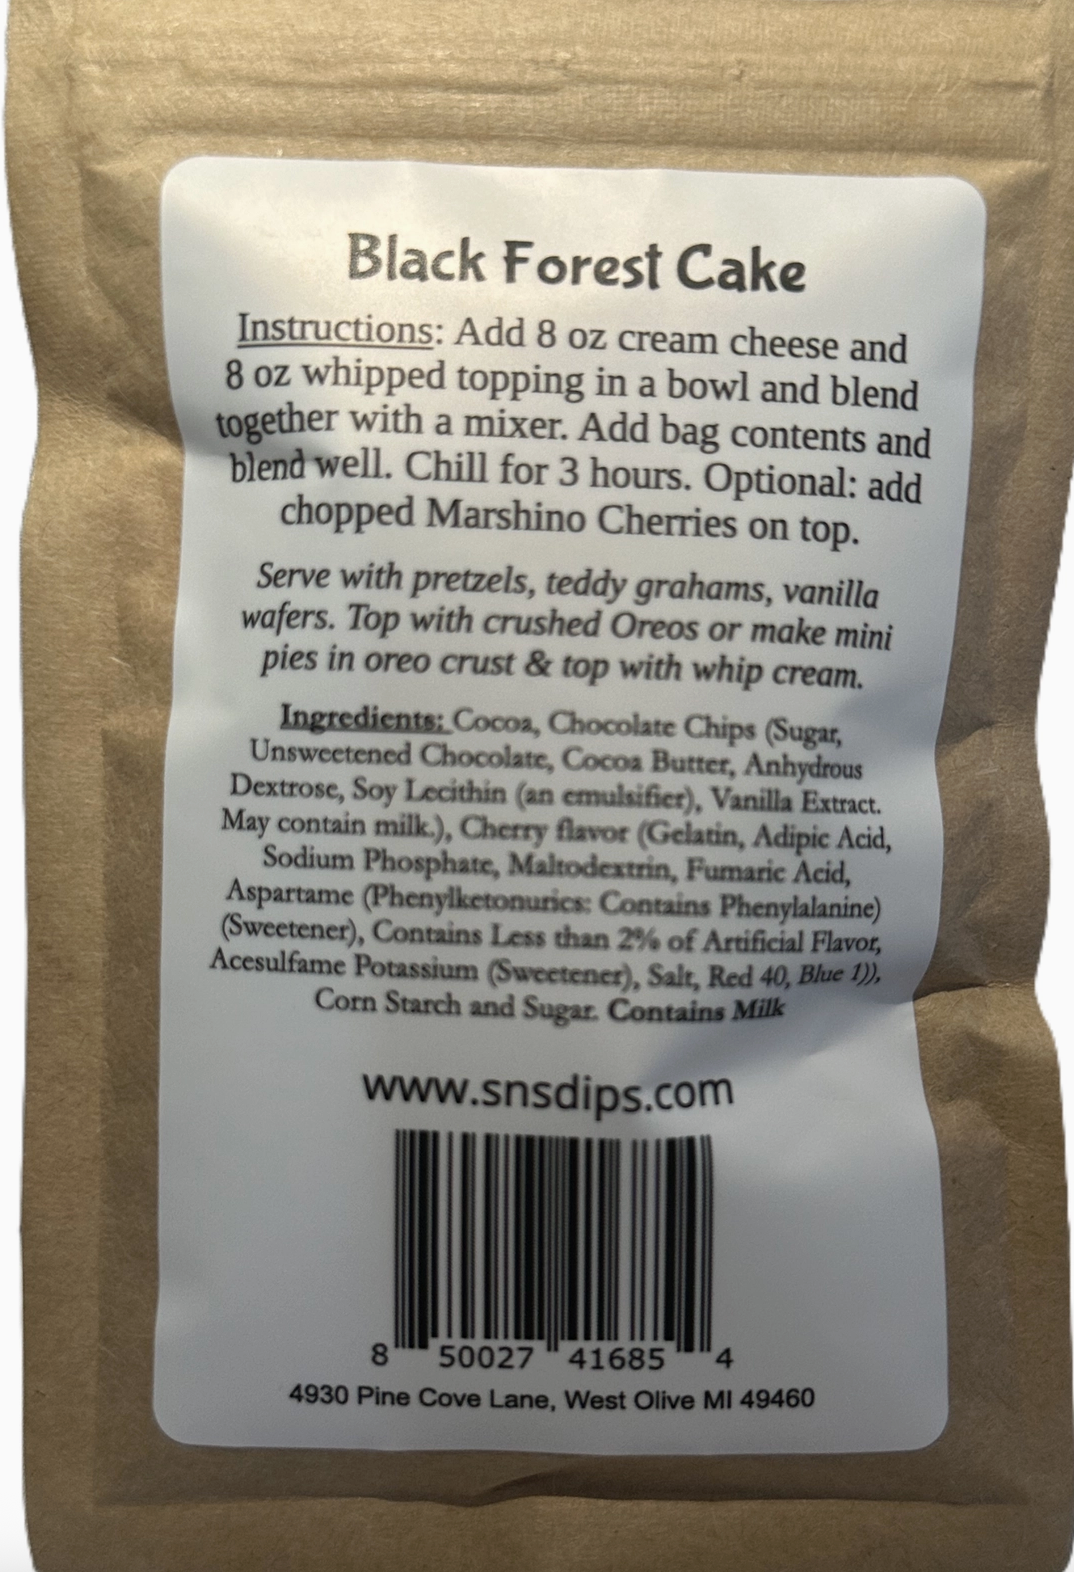 Black Forest Cake
Instructions: Add 8 oz cream cheese and
8 oz whipped topping in a bowl and blend
together with a mixer. Add bag contents and
blend well. Chill for 3 hours. Optional: add
chopped Marshino Cherries on top.
Serve with pretzels, teddy grahams, vanilla
wafers. Top with crushed Oreos or make mini
pies in oreo crust & top with whip cream.
Ingredients: Cocoa, Chocolate Chips (Sugar,
Unsweetened Chocolate, Cocoa Butter, Anhydrous
Dextrose, Soy Lecithin (an emulsifier), Vanilla Extract.
May contain milk.), Cherry flavor (Gelatin, Adipic Acid,
Sodium Phosphate, Maltodextrin, Fumaric Acid,
Aspartame (Phenylketonurics: Contains Phenylalanine)
(Sweetener), Contains Less than 2% of Artificial Flavor,
Acesulfame Potassium (Sweetener), Salt, Red 40, Blue 1)),
Corn Starch and Sugar. Contains Milk
www.snsdips.com
8 50027 41685 4
4930 Pine Cove Lane, West Olive MI 49460